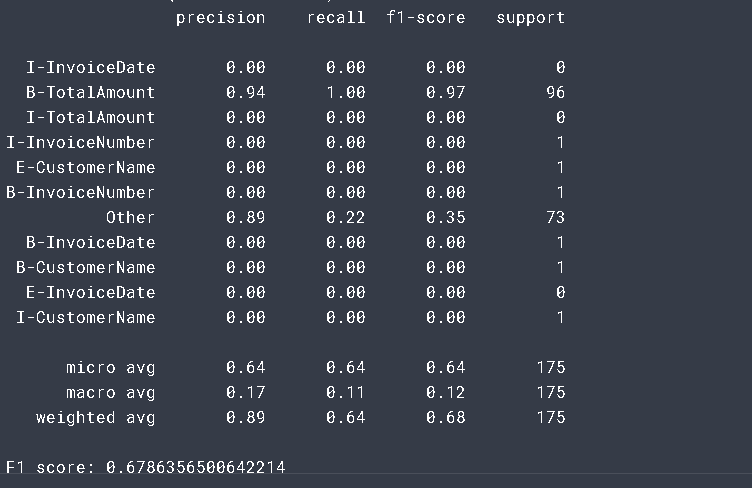 precision recall f1-score support
I-InvoiceDate 0.00 0.00 0.00 0
B-TotalAmount 0.94 1.00 0.97 96
I-TotalAmount 0.00 0.00 0.00 0
I-InvoiceNumber 0.00 0.00 0.00 1
E-CustomerName 0.00 0.00 0.00 1
B-InvoiceNumber 0.00 0.00 0.00 1
Other 0.89 0.22 0.35 73
B-InvoiceDate 0.00 0.00 0.00 1
B-CustomerName 0.00 0.00 0.00 1
E-InvoiceDate 0.00 0.00 0.00 0
I-CustomerName 0.00 0.00 0.00 1
micro avg 0.64 0.64 0.64 175
macro avg 0.17 0.11 0.12 175
weighted avg 0.89 0.64 0.68 175
F1 score: 0.6786356500642214